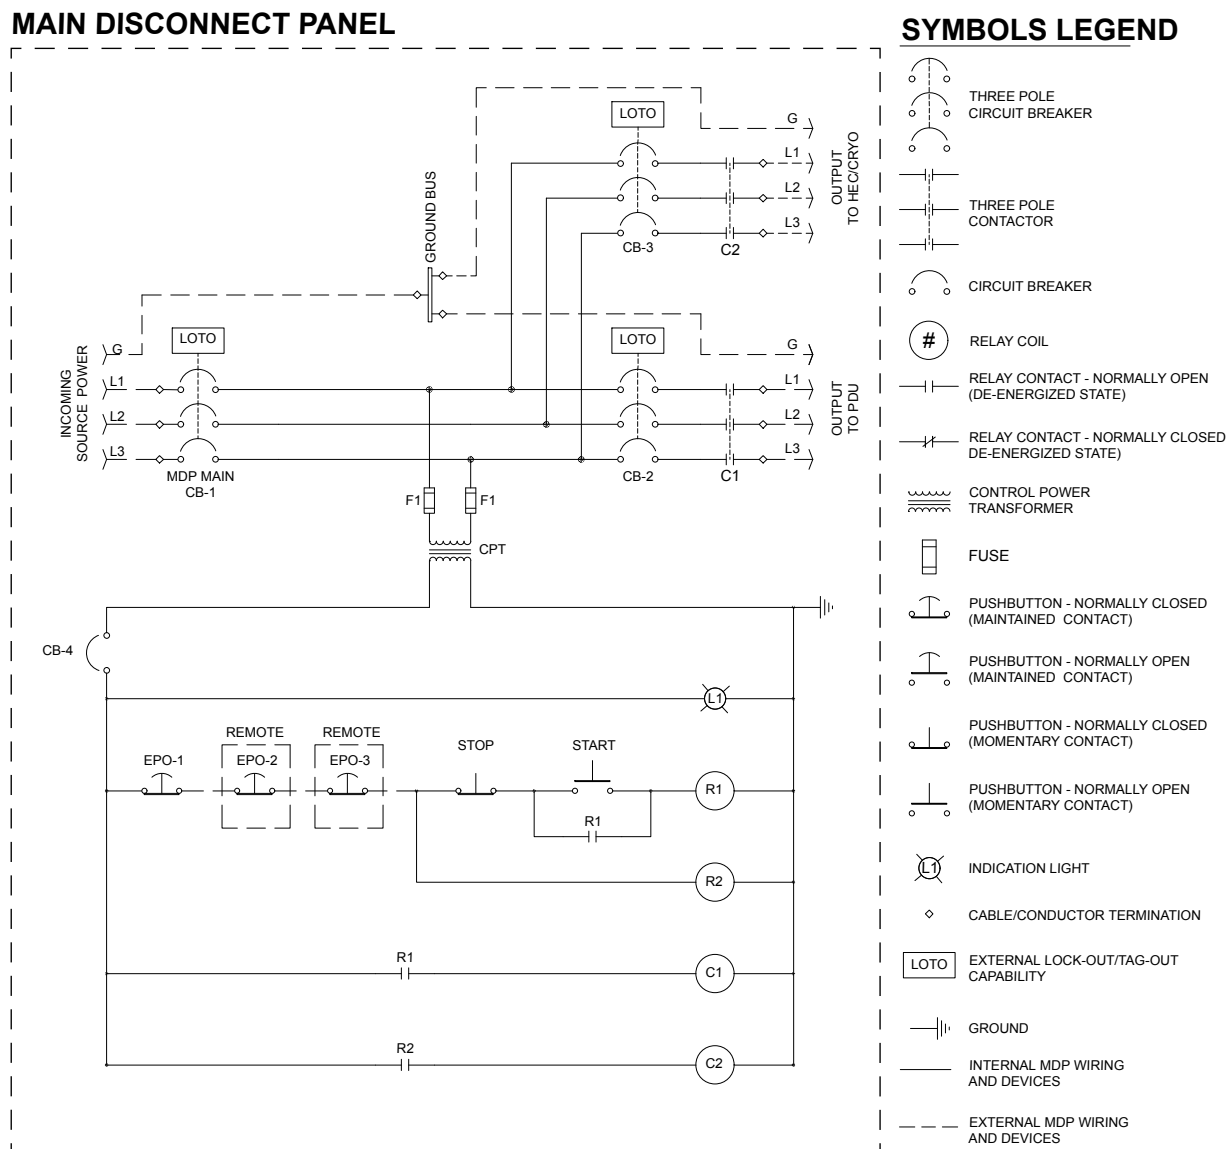 MAIN DISCONNECT PANEL
LOTO
G
L1
L2
L3
OUTPUT
TO HEC/CRYO
CB-3
C2
GROUND BUS
LOTO
LOTO
INCOMING
SOURCE POWER
G
L1
L2
L3
MDP MAIN
CB-1
G
L1
L2
L3
OUTPUT
TO PDU
CB-2
C1
F1
F1
CPT
CB-4
L1
REMOTE
REMOTE
EPO-1
EPO-2
EPO-3
STOP
START
R1
R1
R2
R1
C1
R2
C2
SYMBOLS LEGEND
THREE POLE
CIRCUIT BREAKER
THREE POLE
CONTACTOR
CIRCUIT BREAKER
#
RELAY COIL
RELAY CONTACT - NORMALLY OPEN
(DE-ENERGIZED STATE)
RELAY CONTACT - NORMALLY CLOSED
DE-ENERGIZED STATE)
CONTROL POWER
TRANSFORMER
FUSE
PUSHBUTTON - NORMALLY CLOSED
(MAINTAINED CONTACT)
PUSHBUTTON - NORMALLY OPEN
(MAINTAINED CONTACT)
PUSHBUTTON - NORMALLY CLOSED
(MOMENTARY CONTACT)
PUSHBUTTON - NORMALLY OPEN
(MOMENTARY CONTACT)
L1
INDICATION LIGHT
CABLE/CONDUCTOR TERMINATION
LOTO
EXTERNAL LOCK-OUT/TAG-OUT
CAPABILITY
GROUND
INTERNAL MDP WIRING
AND DEVICES
EXTERNAL MDP WIRING
AND DEVICES